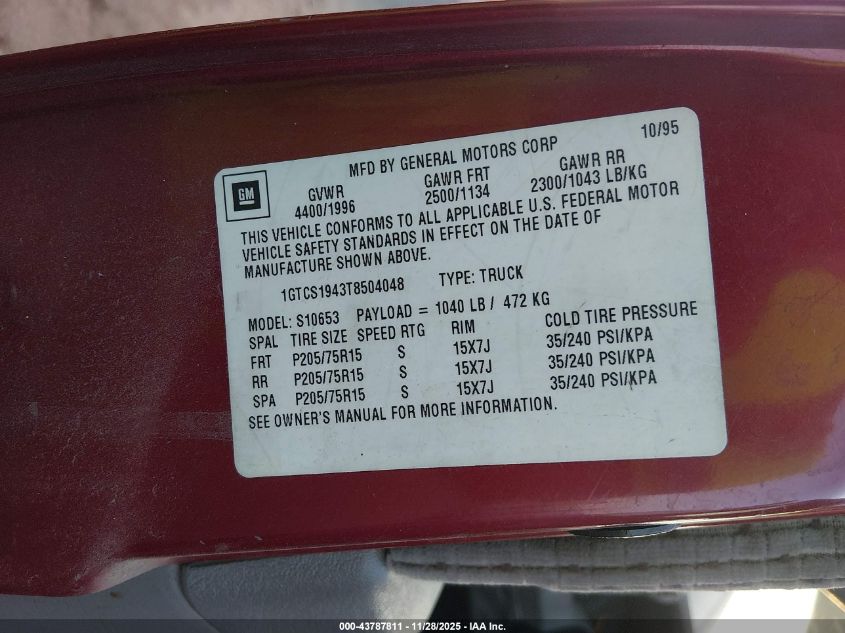 MFD BY GENERAL MOTORS CORP 10/95
GM
GVWR GAWR FRT GAWR RR
4400/1996 2500/1134 2300/1043 LB/KG
THIS VEHICLE CONFORMS TO ALL APPLICABLE U.S. FEDERAL MOTOR
VEHICLE SAFETY STANDARDS IN EFFECT ON THE DATE OF
MANUFACTURE SHOWN ABOVE.
1GTCS1943T8504048 TYPE: TRUCK
MODEL: S10653 PAYLOAD = 1040 LB/ 472 KG
SPAL TIRE SIZE SPEED RTG RIM COLD TIRE PRESSURE
FRT P205/75R15 S 15X7J 35/240 PSI/KPA
RR P205/75R15 S 15X7J 35/240 PSI/KPA
SPA P205/75R15 S 15X7J 35/240 PSI/KPA
SEE OWNER'S MANUAL FOR MORE INFORMATION.
000-43787811 - 11/28/2025 - IAA Inc.